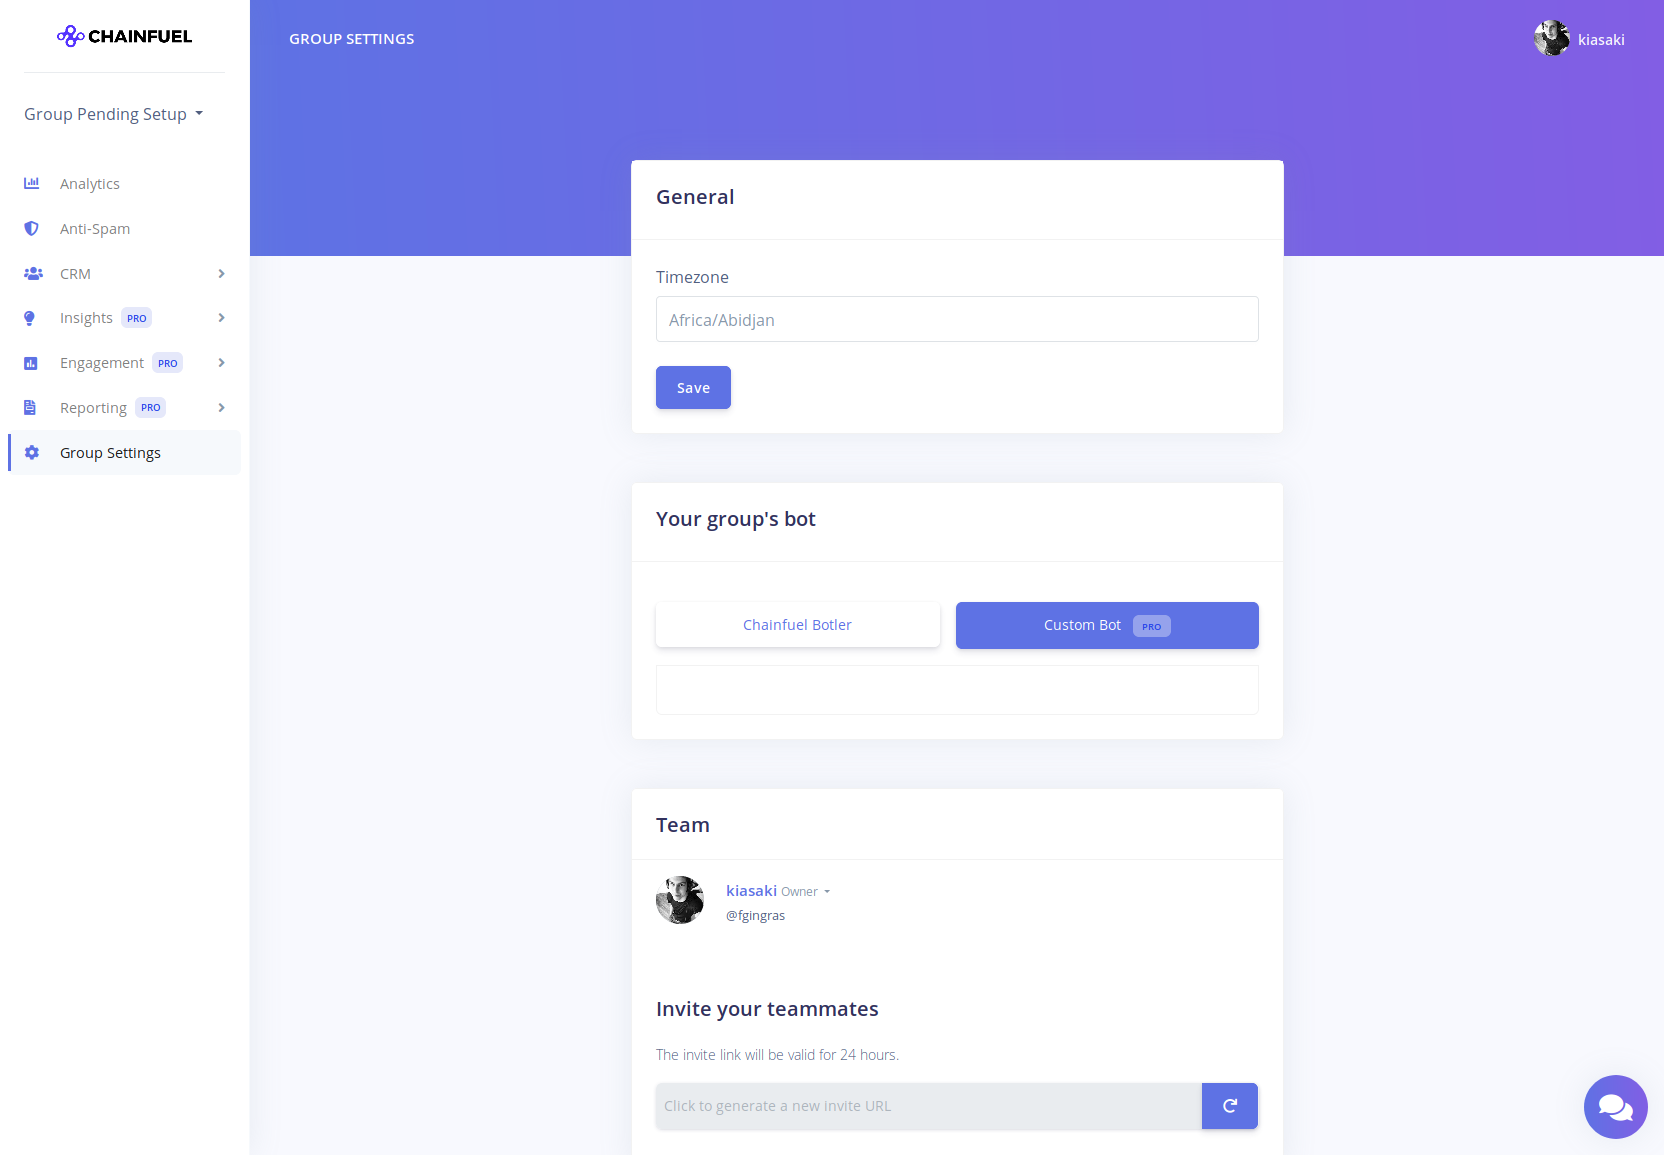 CHAINFUEL
GROUP SETTINGS
kiasaki
Group Pending Setup
Analytics
Anti-Spam
CRM
Insights PRO
Engagement PRO
Reporting PRO
Group Settings
General
Timezone
Africa/Abidjan
Save
Your group's bot
Chainfuel Botler
Custom Bot PRO
Team
kiasaki Owner
@fgingras
Invite your teammates
The invite link will be valid for 24 hours.
Click to generate a new invite URL